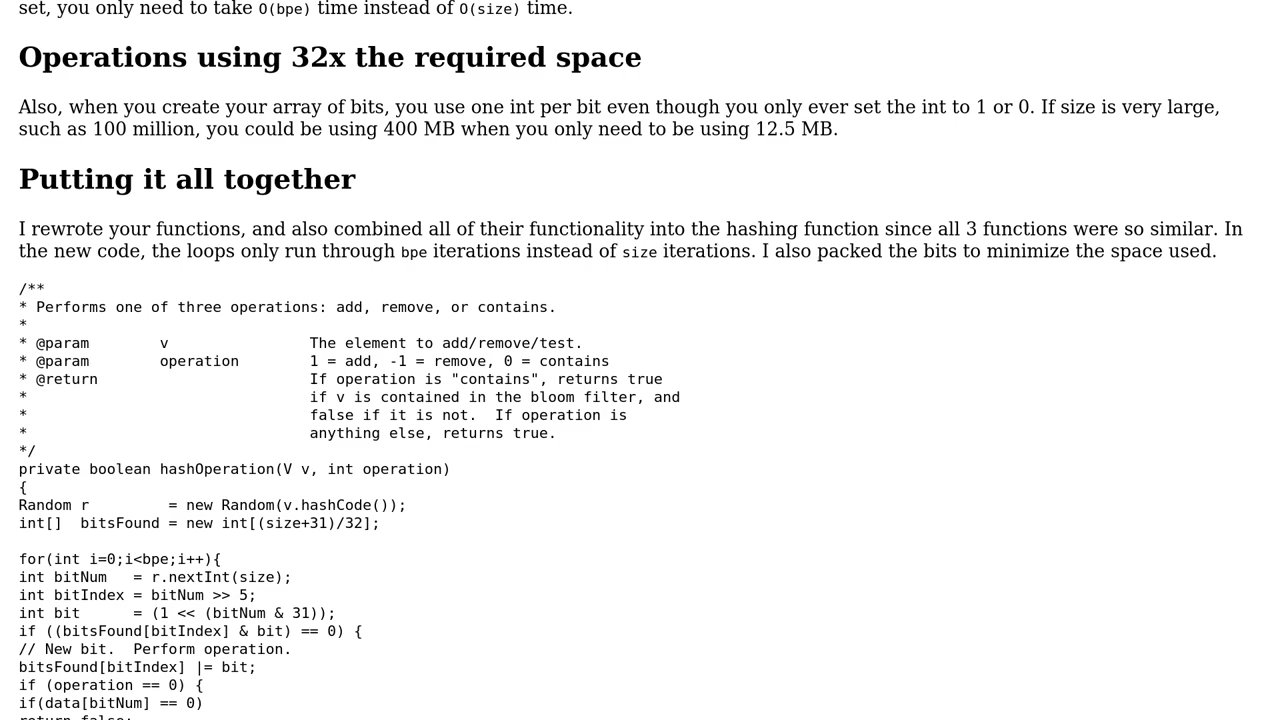 set, you only need to take O(bpe) time instead of O(size) time.
Operations using 32x the required space
Also, when you create your array of bits, you use one int per bit even though you only ever set the int to 1 or 0. If size is very large,
such as 100 million, you could be using 400 MB when you only need to be using 12.5 MB.
Putting it all together
I rewrote your functions, and also combined all of their functionality into the hashing function since all 3 functions were so similar. In
the new code, the loops only run through bpe iterations instead of size iterations. I also packed the bits to minimize the space used.
/**
* Performs one of three operations: add, remove, or contains.
*
* @param        v                The element to add/remove/test.
* @param        operation        1 = add, -1 = remove, 0 = contains
* @return                        If operation is "contains", returns true
*                                if v is contained in the bloom filter, and
*                                false if it is not.  If operation is
*                                anything else, returns true.
*/
private boolean hashOperation(V v, int operation)
{
Random r         = new Random(v.hashCode());
int[]  bitsFound = new int[(size+31)/32];
for(int i=0;i<bpe;i++){
int bitNum   = r.nextInt(size);
int bitIndex = bitNum >> 5;
int bit      = (1 << (bitNum & 31));
if ((bitsFound[bitIndex] & bit) == 0) {
// New bit.  Perform operation.
bitsFound[bitIndex] |= bit;
if (operation == 0) {
if(data[bitNum] == 0)
return false;